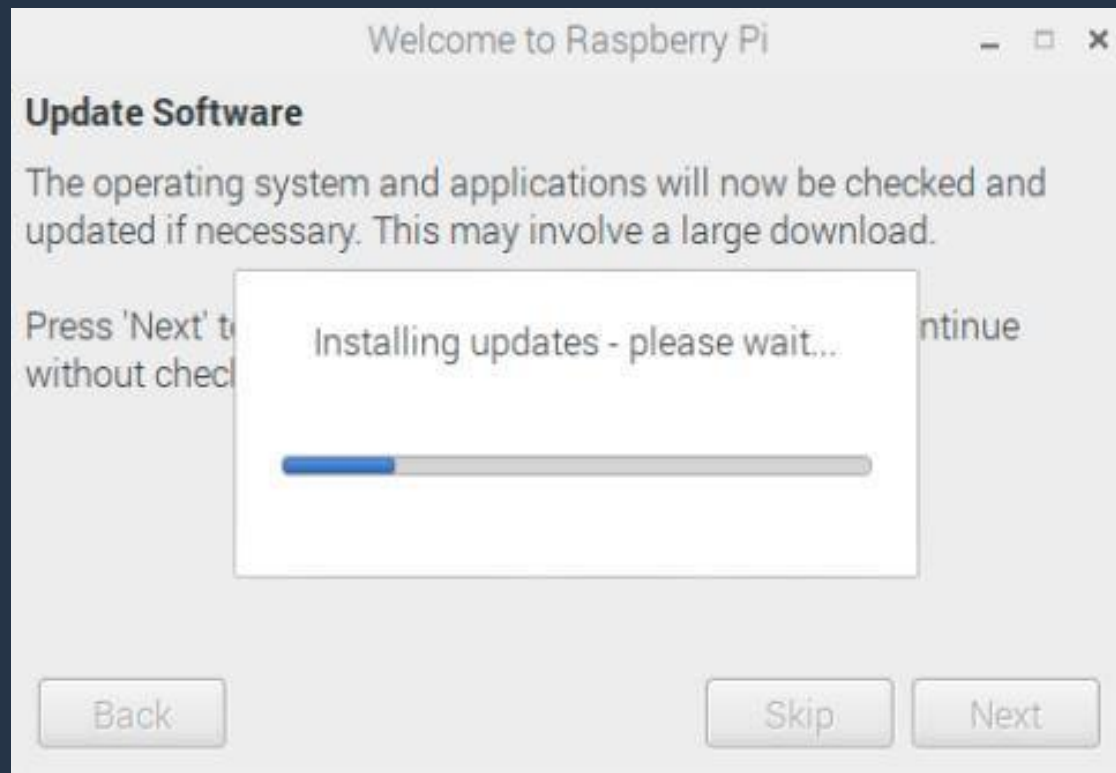 Welcome to Raspberry Pi
Update Software
The operating system and applications will now be checked and
updated if necessary. This may involve a large download.
Press 'Next' ntinue
Installing updates - please wait...
without
Back Skip Next